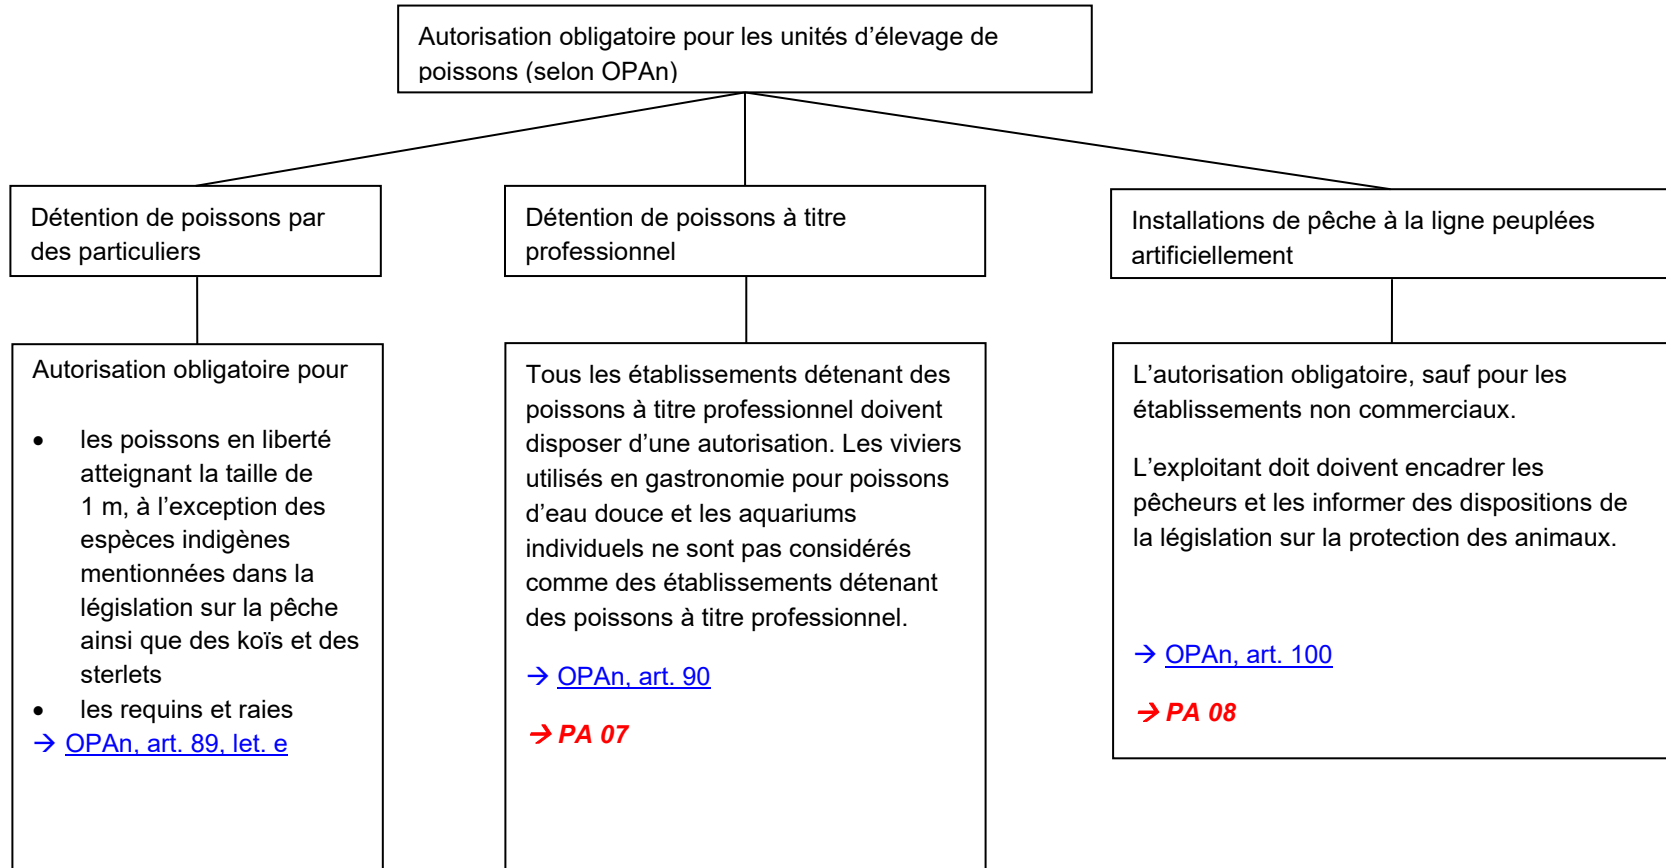 Autorisation obligatoire pour les unités d’élevage de
poissons (selon OPAn)
Détention de poissons par
des particuliers
Détention de poissons à titre
professionnel
Installations de pêche à la ligne peuplées
artificiellement
Autorisation obligatoire pour
• les poissons en liberté
atteignant la taille de
1 m, à l’exception des
espèces indigènes
mentionnées dans la
législation sur la pêche
ainsi que des koïs et des
sterlets
• les requins et raies
→ OPAn, art. 89, let. e
Tous les établissements détenant des
poissons à titre professionnel doivent
disposer d’une autorisation. Les viviers
utilisés en gastronomie pour poissons
d’eau douce et les aquariums
individuels ne sont pas considérés
comme des établissements détenant
des poissons à titre professionnel.
→ OPAn, art. 90
→ PA 07
L’autorisation obligatoire, sauf pour les
établissements non commerciaux.
L’exploitant doit doivent encadrer les
pêcheurs et les informer des dispositions de
la législation sur la protection des animaux.
→ OPAn, art. 100
→ PA 08